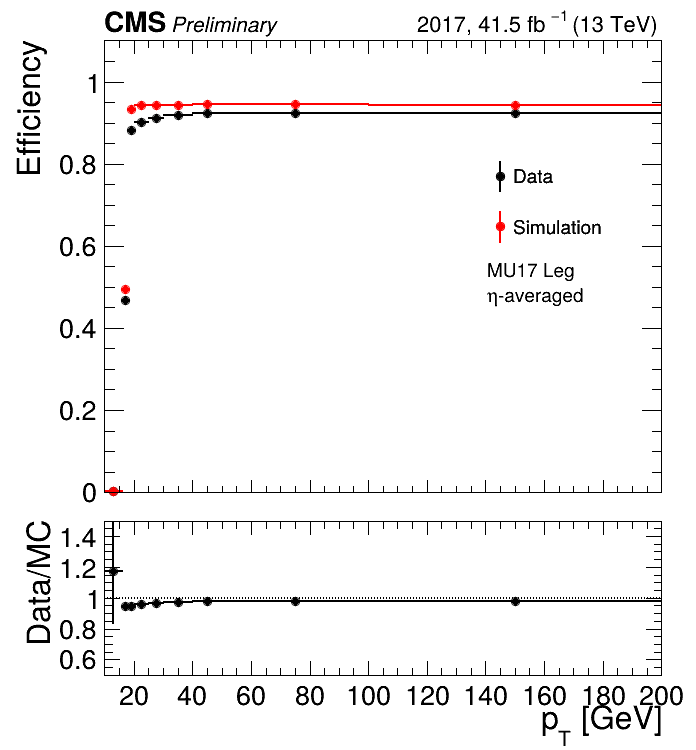 CMS Preliminary 2017, 41.5 fb⁻¹ (13 TeV)
Efficiency
1
0.8
0.6
0.4
0.2
0
Data
Simulation
MU17 Leg
η-averaged
Data/MC
1.4
1.2
1
0.8
0.6
20 40 60 80 100 120 140 160 180 200
p_T [GeV]